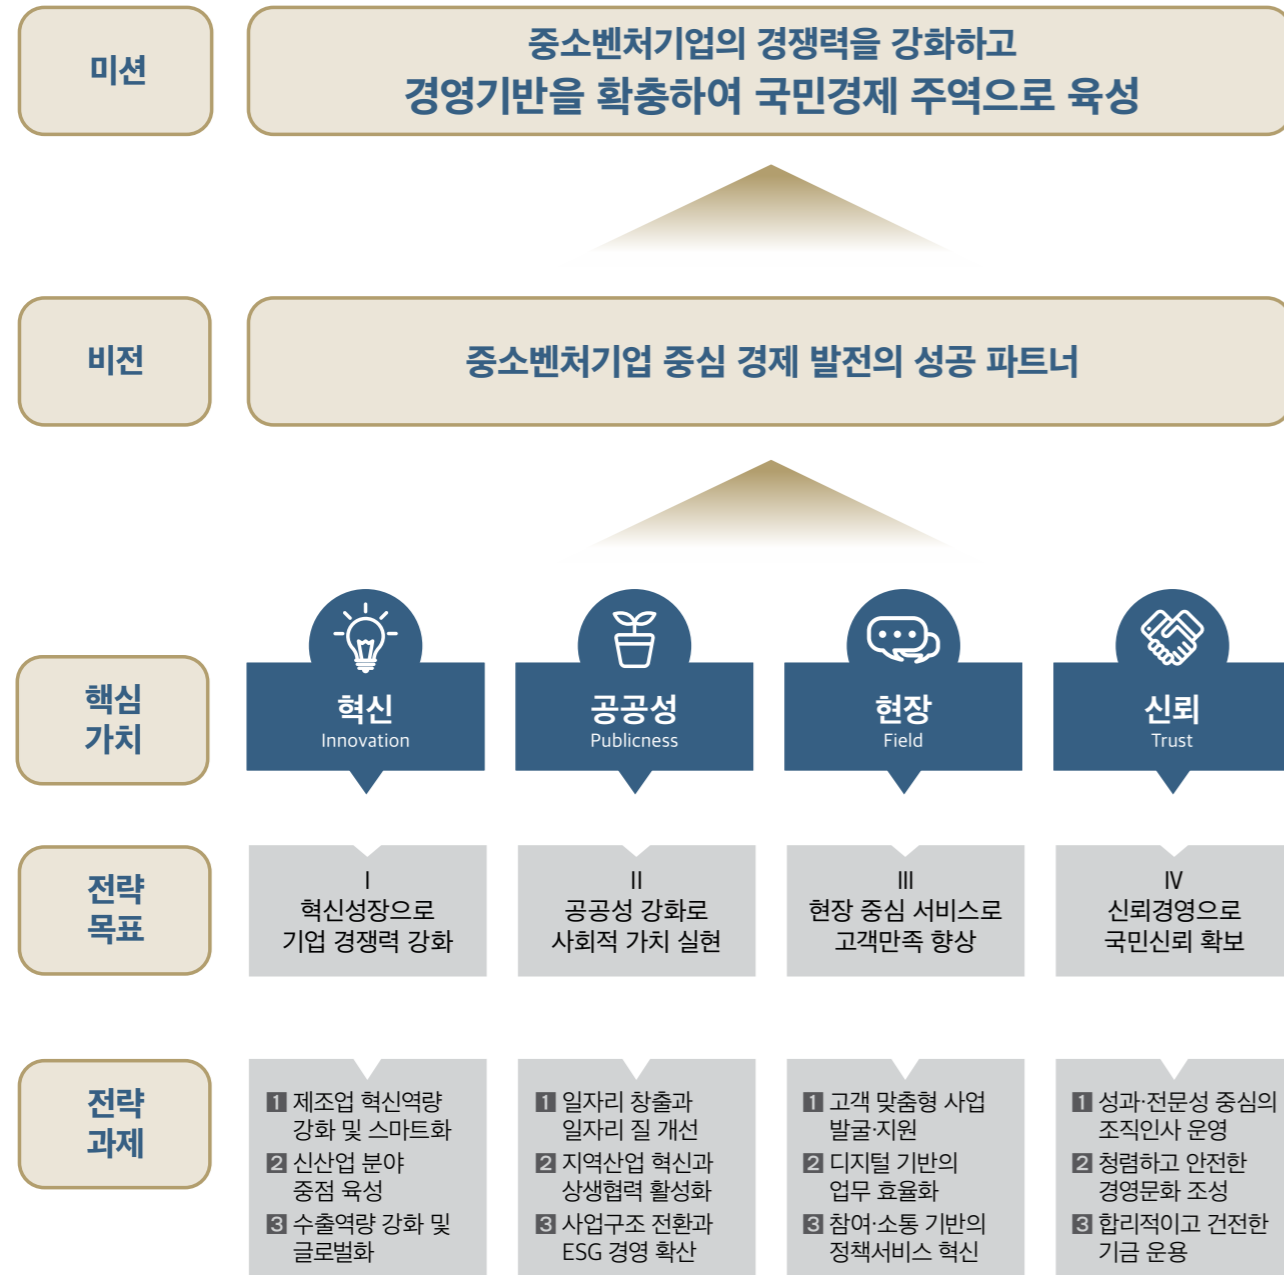 미션
중소벤처기업의 경쟁력을 강화하고
경영기반을 확충하여 국민경제 주역으로 육성
비전
중소벤처기업 중심 경제 발전의 성공 파트너
핵심
가치
혁신
Innovation
공공성
Publicness
현장
Field
신뢰
Trust
전략
목표
I
혁신성장으로
기업 경쟁력 강화
II
공공성 강화로
사회적 가치 실현
III
현장 중심 서비스로
고객만족 향상
IV
신뢰경영으로
국민신뢰 확보
전략
과제
1 제조업 혁신역량
강화 및 스마트화
2 신산업 분야
중점 육성
3 수출역량 강화 및
글로벌화
1 일자리 창출과
일자리 질 개선
2 지역산업 혁신과
상생협력 활성화
3 사업구조 전환과
ESG 경영 확산
1 고객 맞춤형 사업
발굴·지원
2 디지털 기반의
업무 효율화
3 참여·소통 기반의
정책서비스 혁신
1 성과·전문성 중심의
조직인사 운영
2 청렴하고 안전한
경영문화 조성
3 합리적이고 건전한
기금 운용